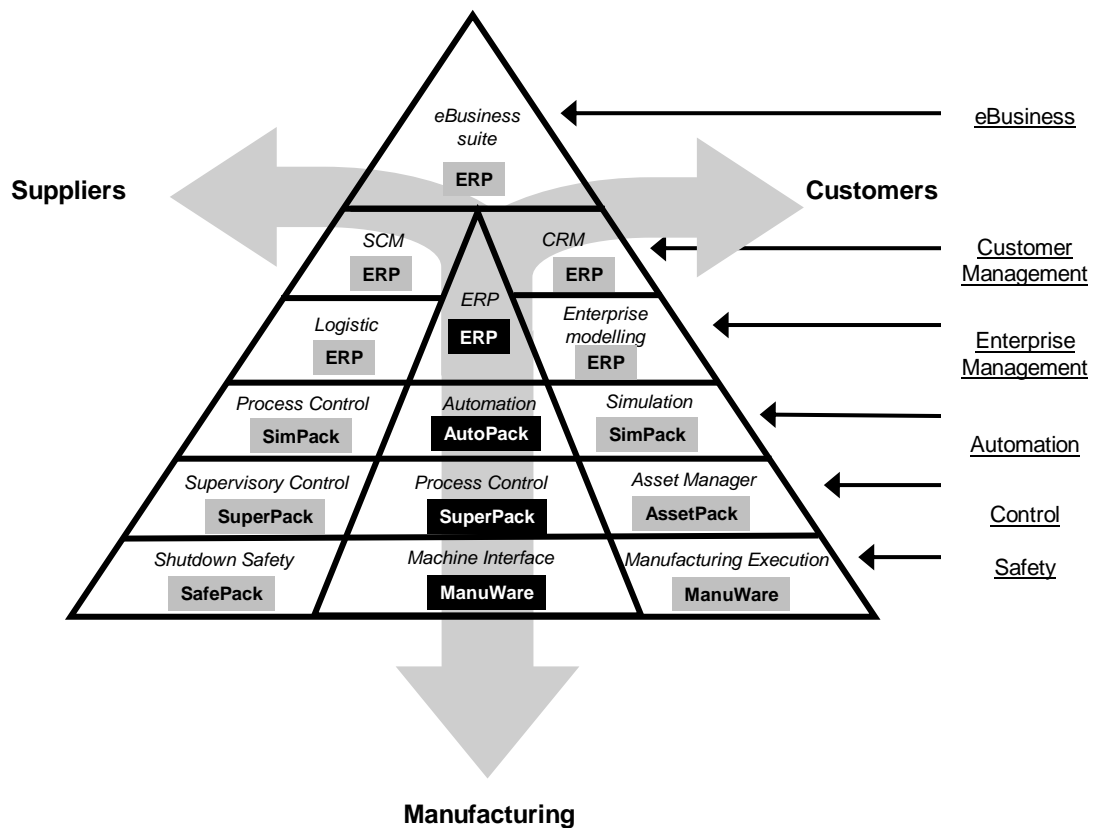 eBusiness
suite
ERP
eBusiness
Suppliers
Customers
SCM
ERP
CRM
ERP
Customer
Management
ERP
ERP
Logistic
ERP
Enterprise
modelling
ERP
Enterprise
Management
Process Control
SimPack
Automation
AutoPack
Simulation
SimPack
Automation
Supervisory Control
SuperPack
Process Control
SuperPack
Asset Manager
AssetPack
Control
Shutdown Safety
SafePack
Machine Interface
ManuWare
Manufacturing Execution
ManuWare
Safety
Manufacturing